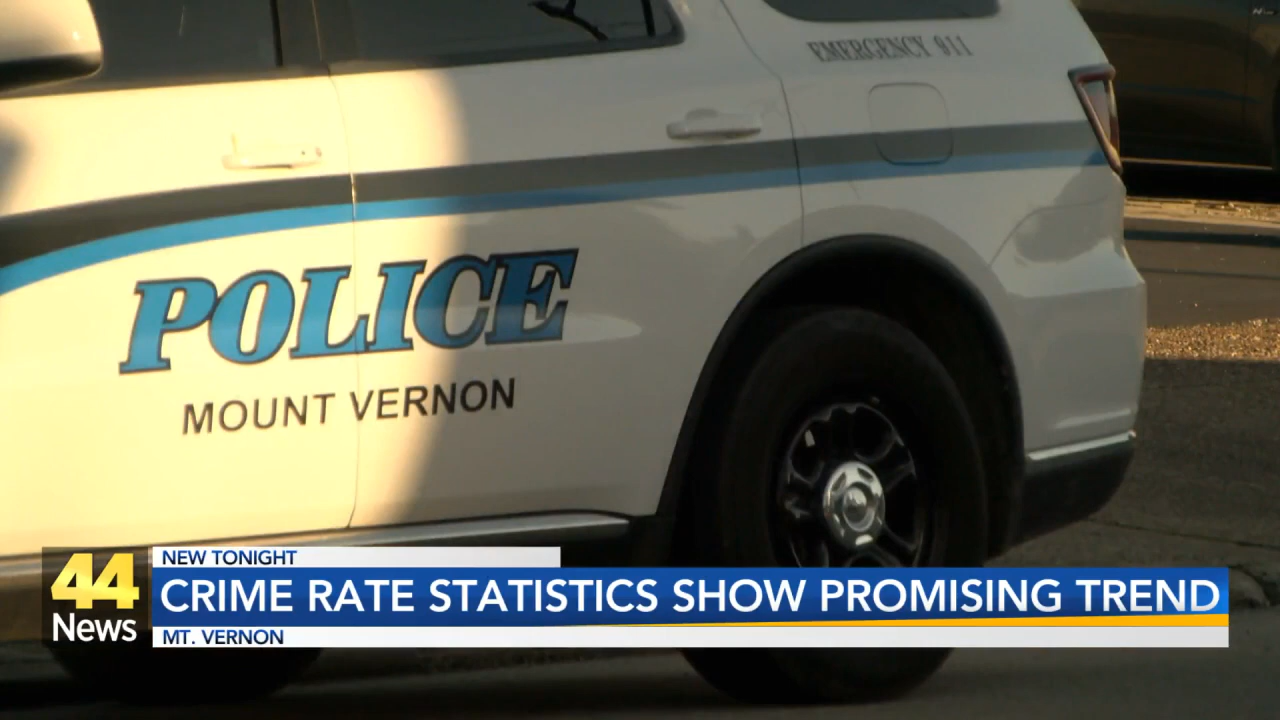 EMERGENCY 911
POLICE
MOUNT VERNON
44
News
NEW TONIGHT
CRIME RATE STATISTICS SHOW PROMISING TREND
MT. VERNON